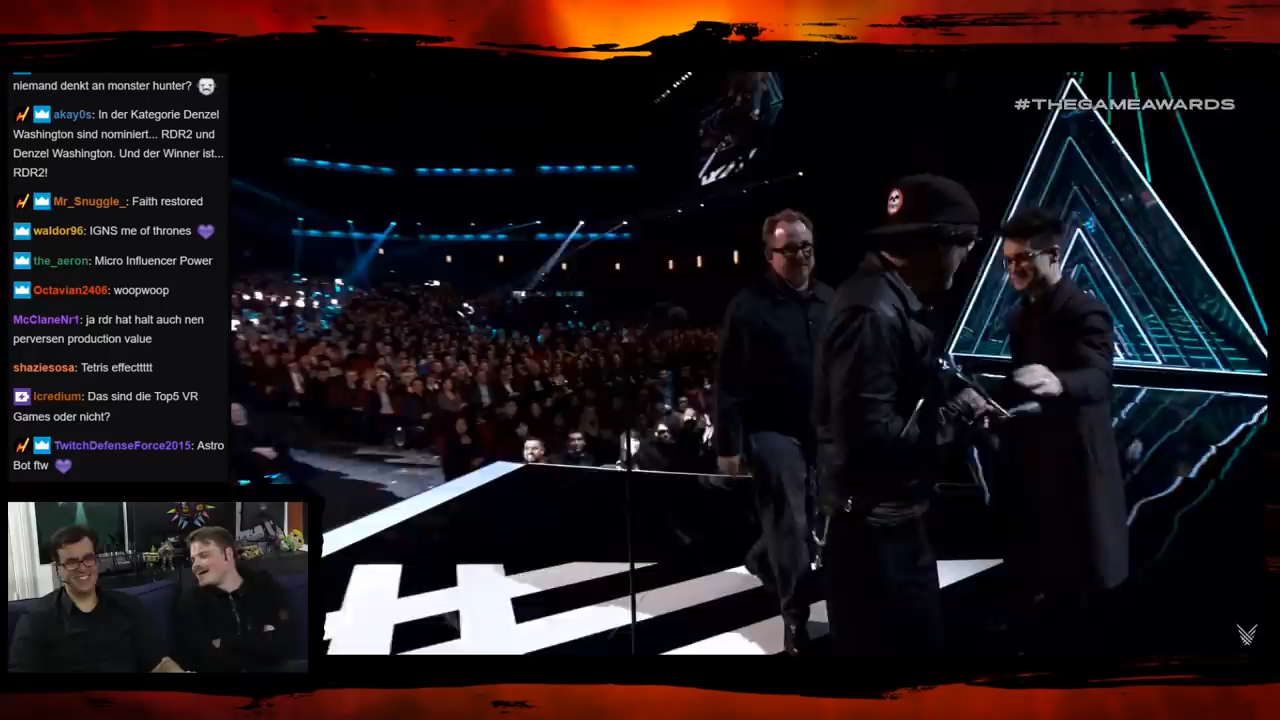 #THEGAMEAWARDS
niemand denkt an monster hunter?
akay0s: In der Kategorie Denzel
Washington sind nominiert... RDR2 und
Denzel Washington. Und der Winner ist...
RDR2!
Mr_Snuggle_: Faith restored
waldor96: IGNS me of thrones
the_aeron: Micro Influencer Power
Octavian2406: woopwoop
McClaneNr1: ja rdr hat halt auch nen
perversen production value
shaziesosa: Tetris effecttttt
Icredium: Das sind die Top5 VR
Games oder nicht?
TwitchDefenseForce2015: Astro
Bot ftw